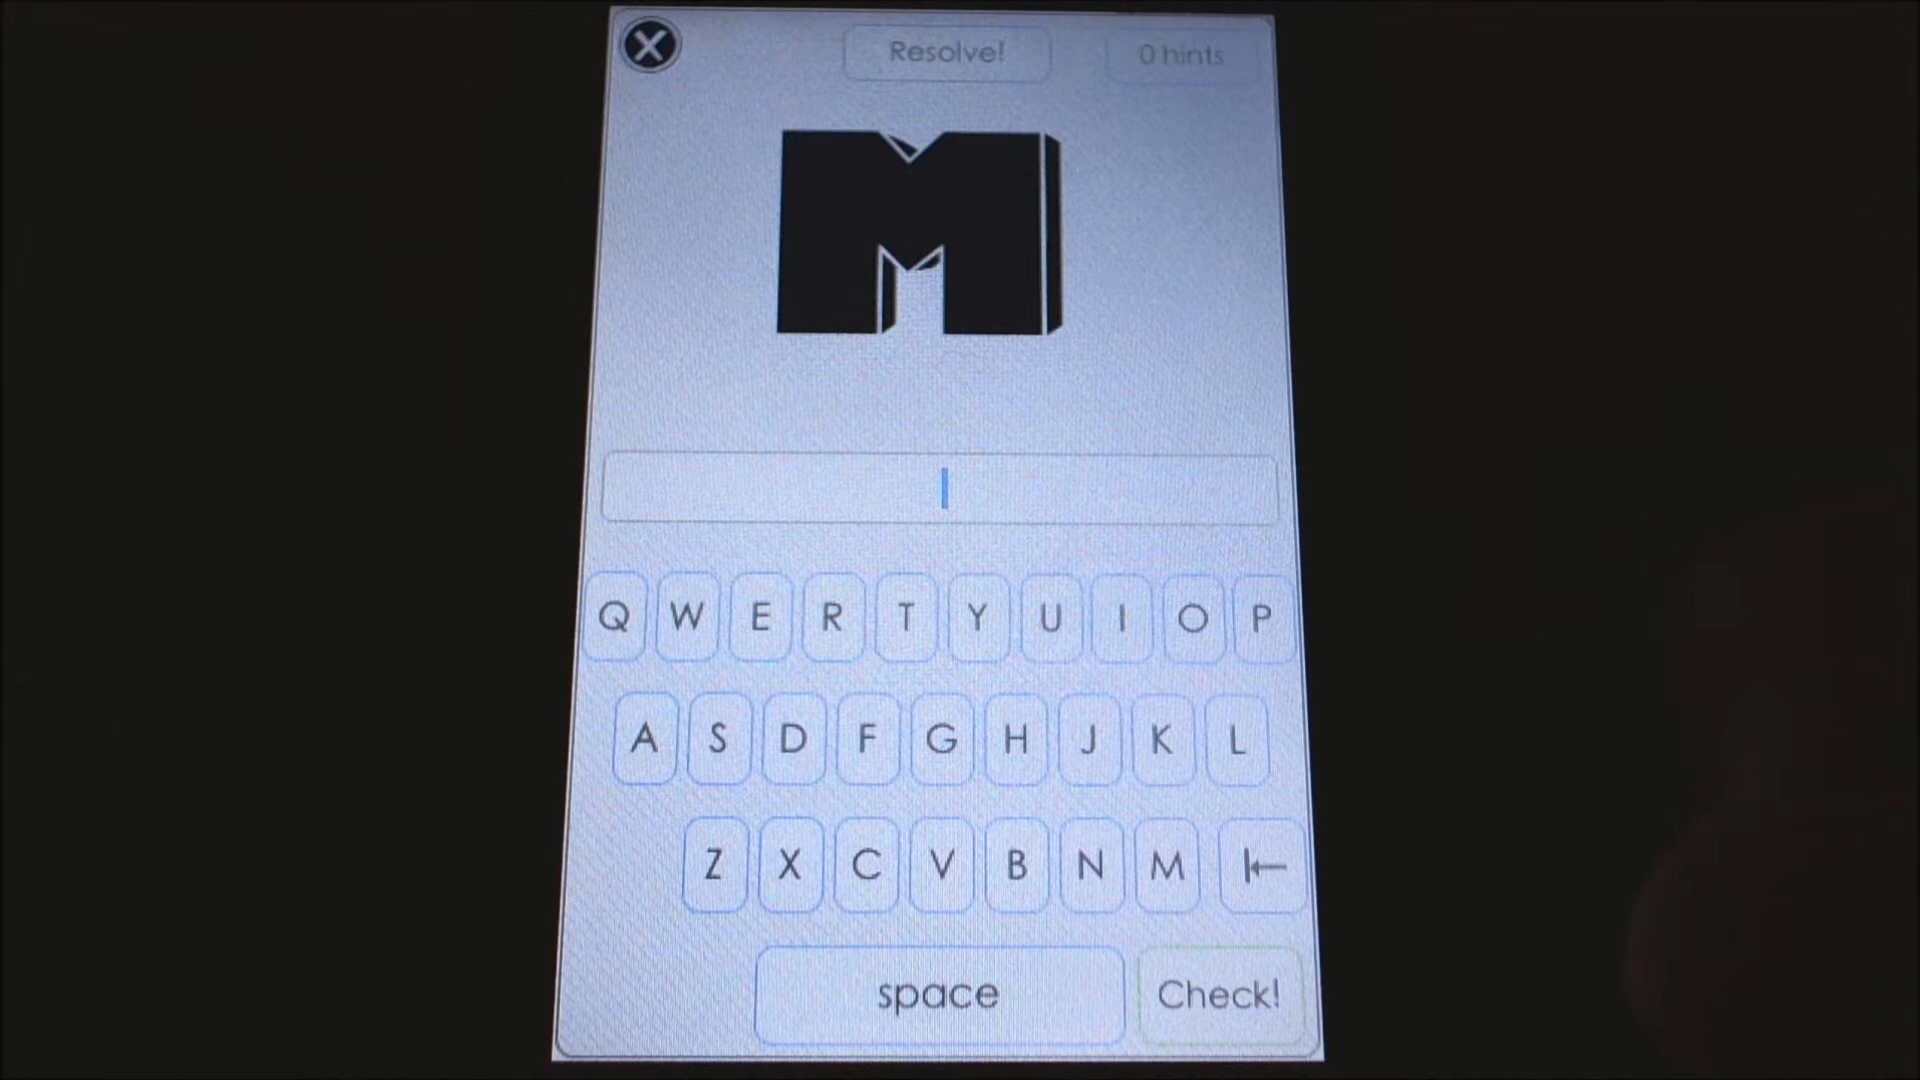 X
Resolve!
0 hints
M
Q W E R T Y U I O P
A S D F G H J K L
Z X C V B N M
space Check!